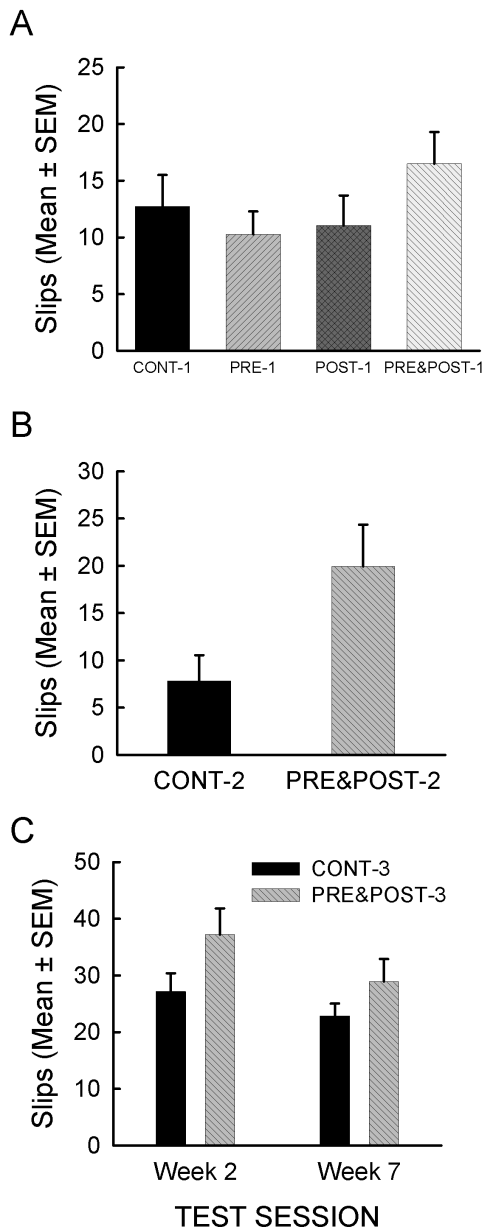 A
Slips (Mean ± SEM)
25
20
15
10
5
0
CONT-1 PRE-1 POST-1 PRE&POST-1
B
Slips (Mean ± SEM)
30
25
20
15
10
5
0
CONT-2 PRE&POST-2
C
Slips (Mean ± SEM)
50
40
30
20
10
0
CONT-3
PRE&POST-3
Week 2 Week 7
TEST SESSION